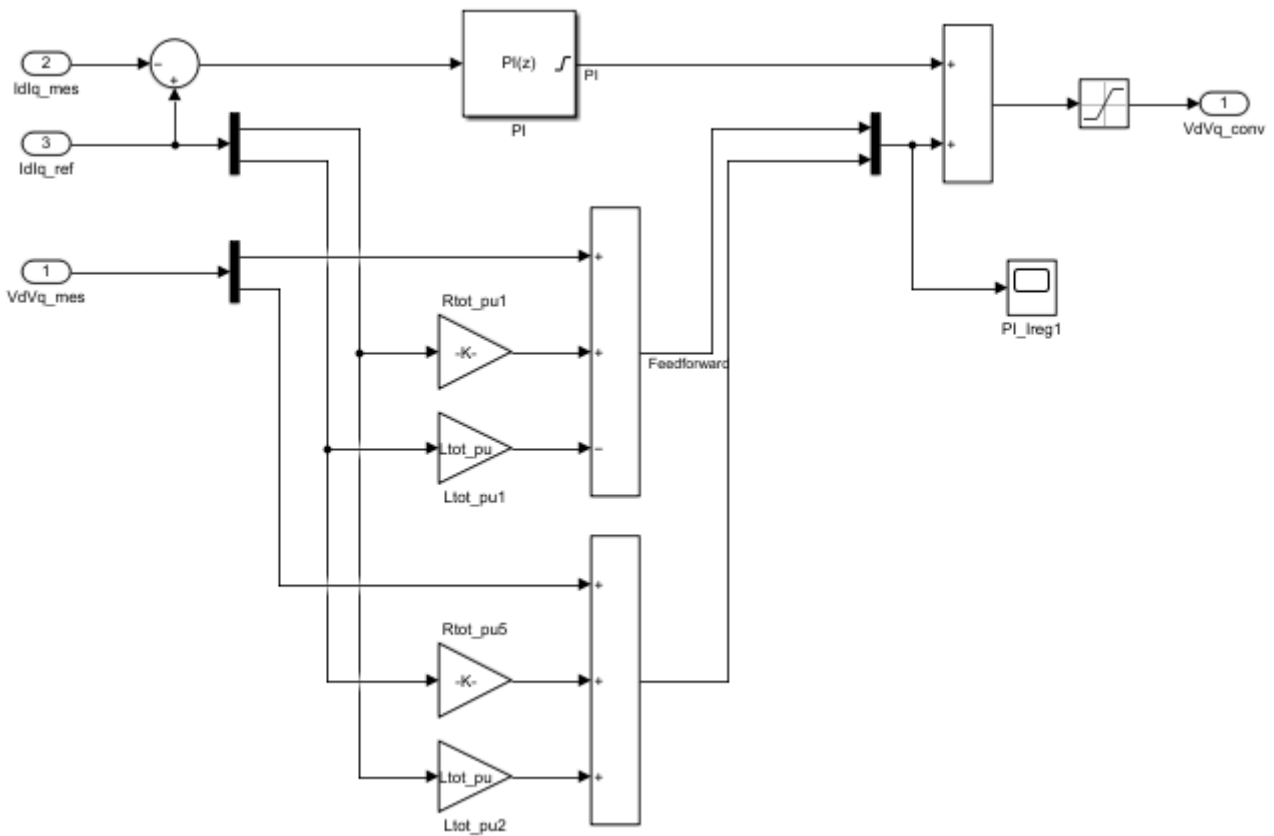 2
IdIq_mes
PI(z)
PI
PI
1
VdVq_conv
3
IdIq_ref
1
VdVq_mes
Rtot_pu1
-K-
Feedforward
Ltot_pu
Ltot_pu1
PI_Ireg1
Rtot_pu5
-K-
Ltot_pu
Ltot_pu2